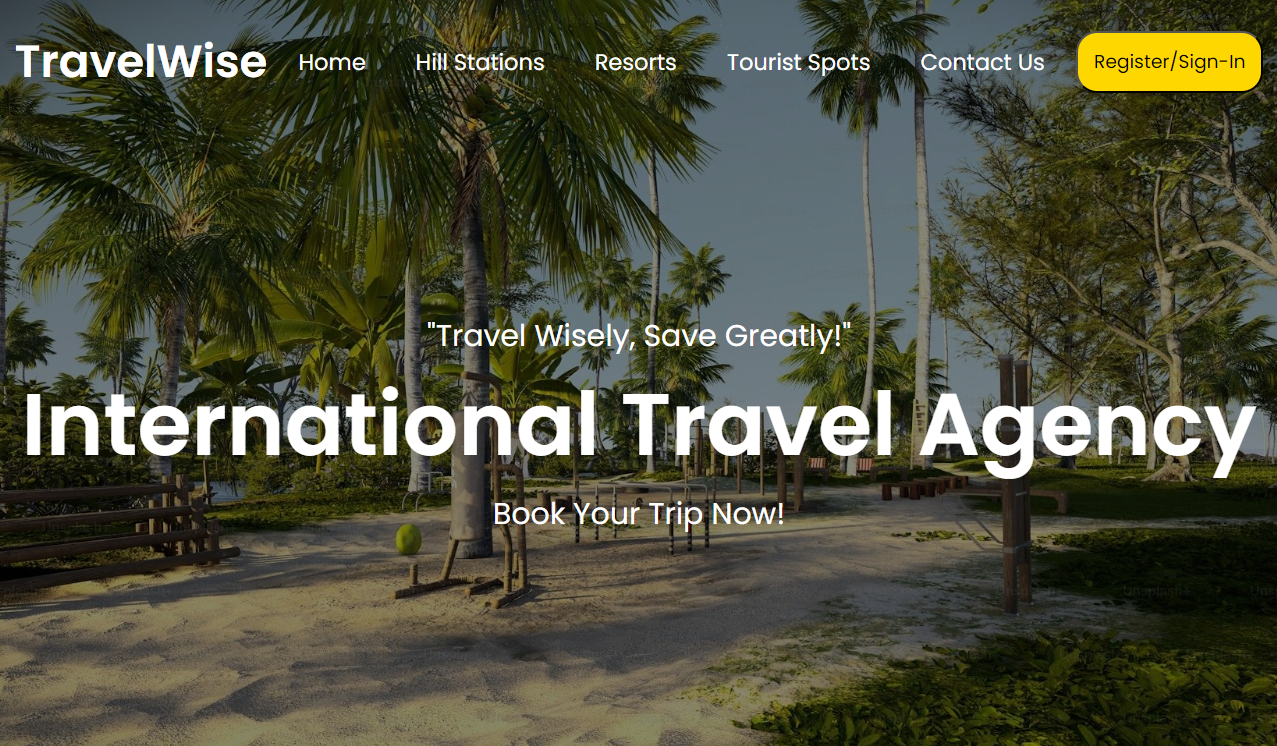 TravelWise Home Hill Stations Resorts Tourist Spots Contact Us Register/Sign-In
"Travel Wisely, Save Greatly!"
International Travel Agency
Book Your Trip Now!
Unsplash+